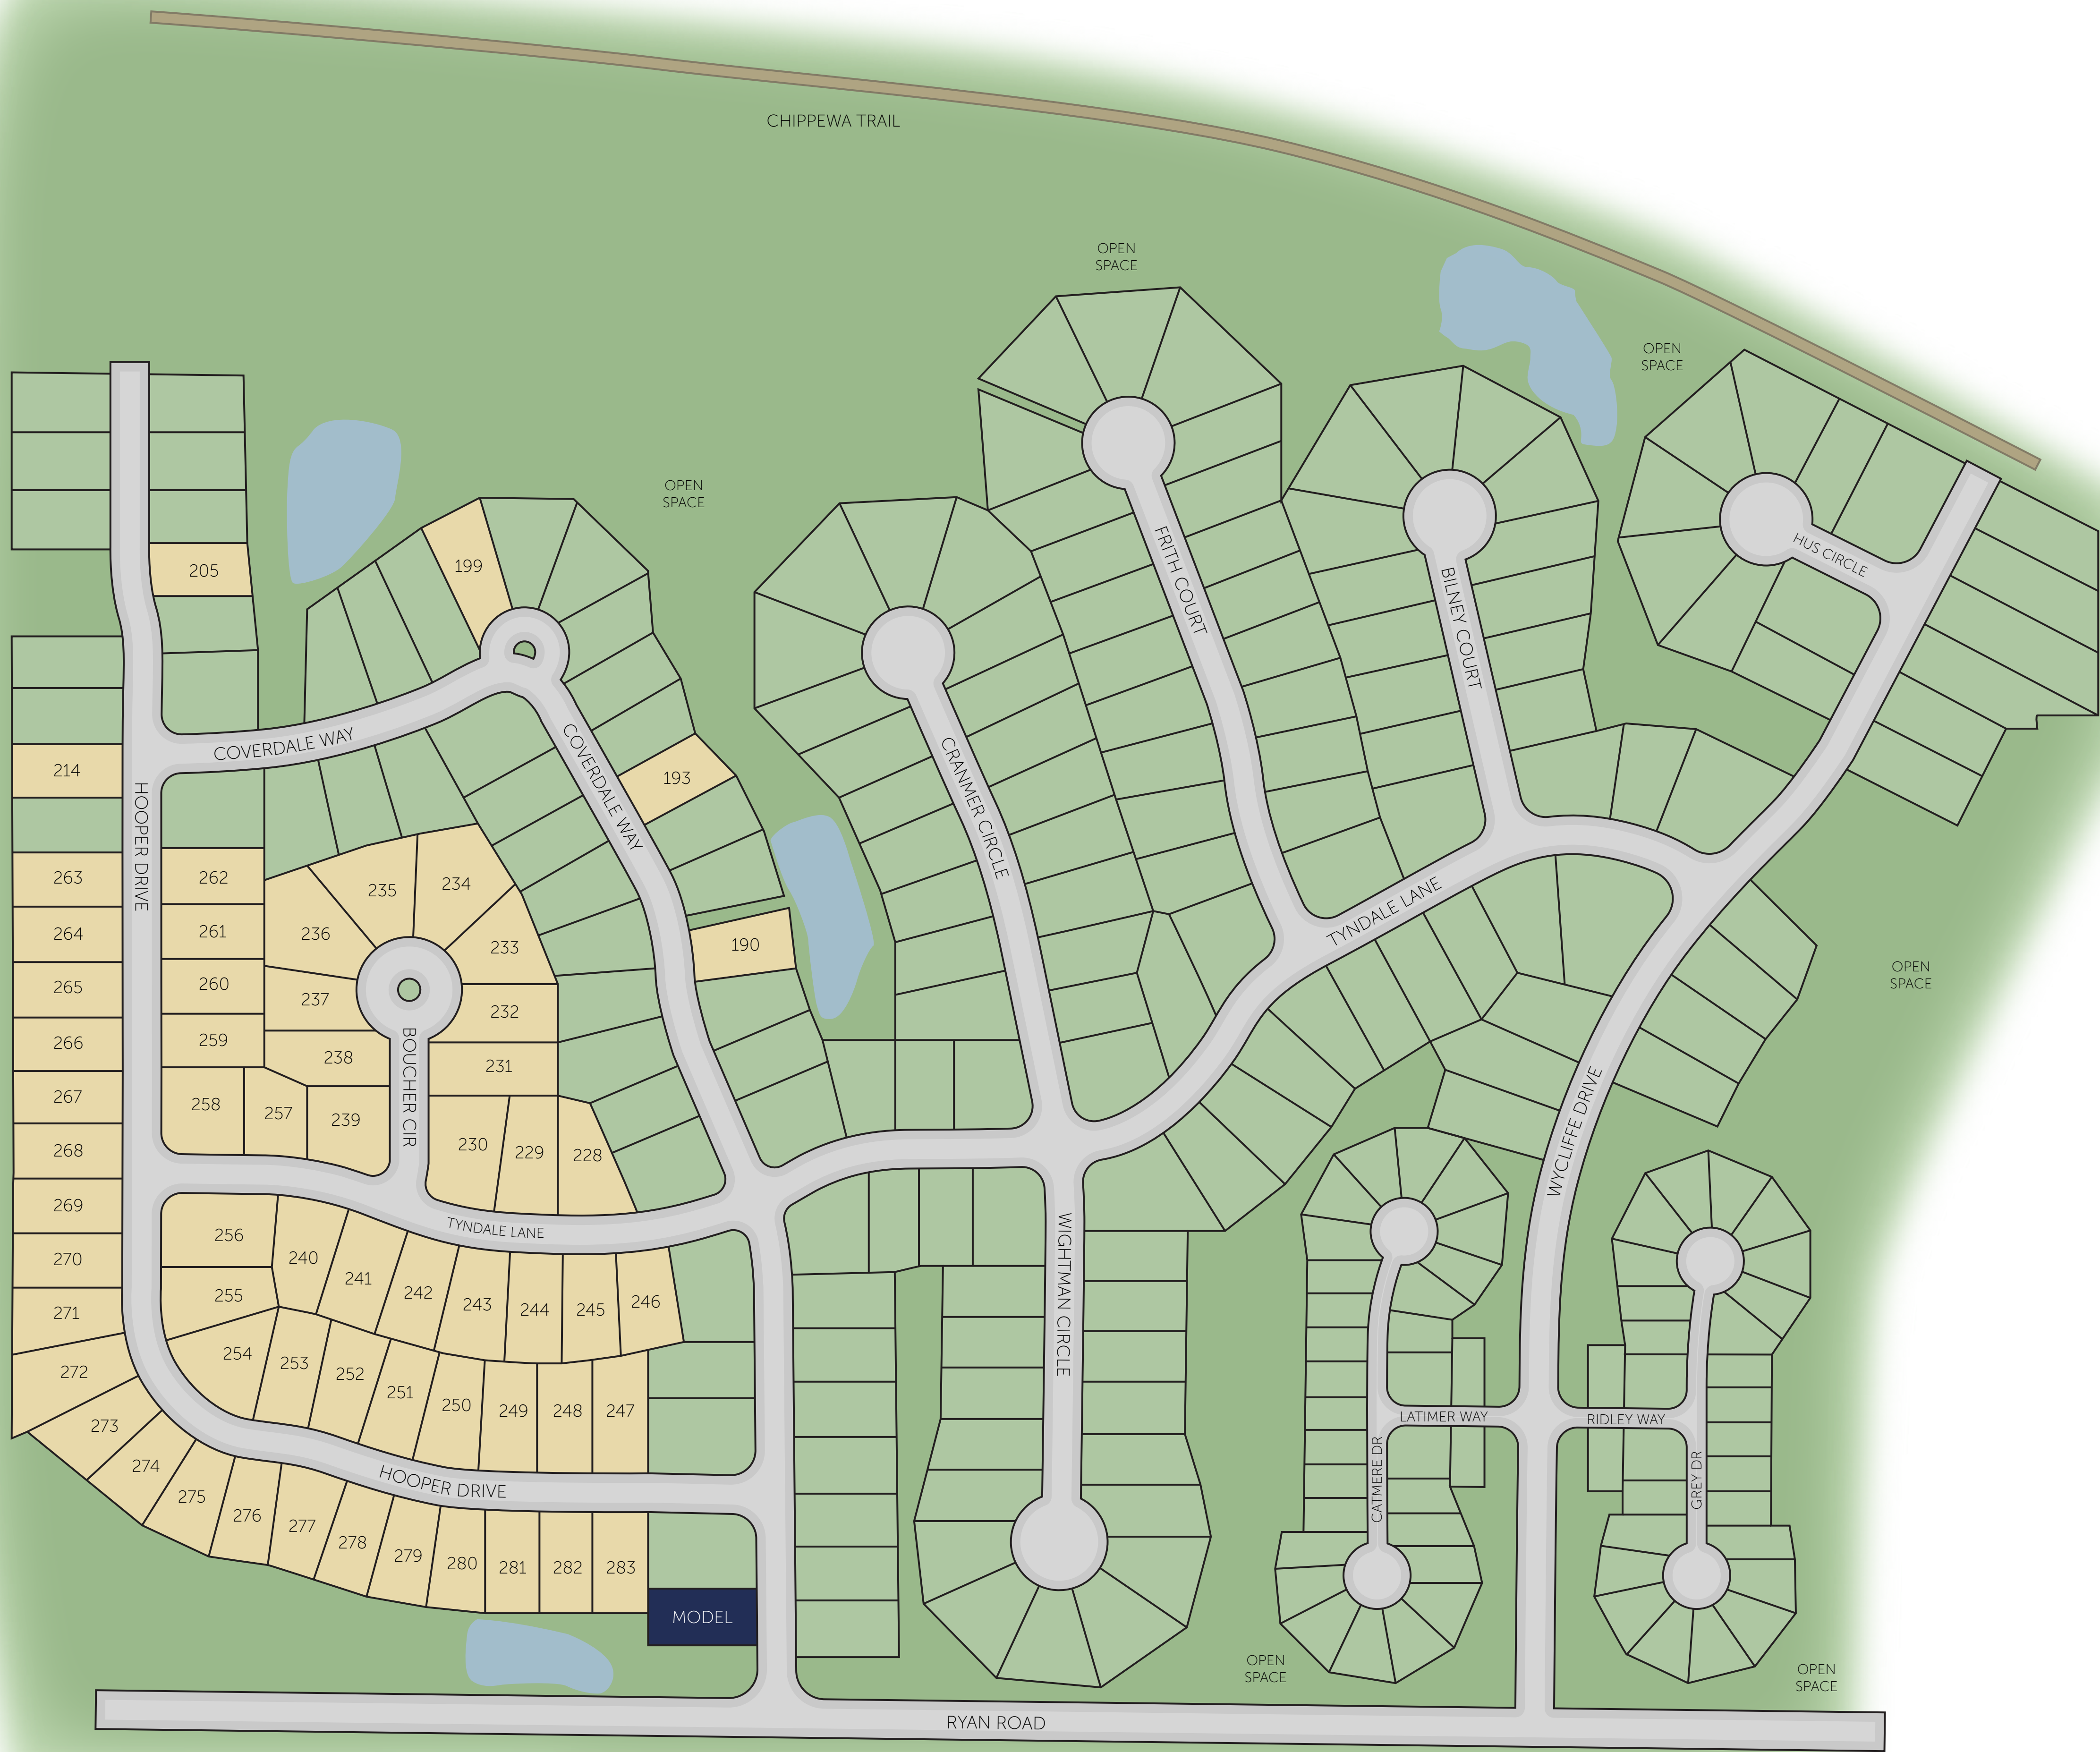 CHIPPEWA TRAIL
OPEN
SPACE
OPEN
SPACE
OPEN
SPACE
HUS CIRCLE
FRITH COURT
BILNEY COURT
199
205
COVERDALE WAY
COVERDALE WAY
193
214
HOOPER DRIVE
CRANMER CIRCLE
263
262
235
234
TYNDALE LANE
264
261
236
233
190
OPEN
SPACE
265
260
237
232
266
259
238
231
BOUCHER CIR
267
258
257
239
WYCLIFFE DRIVE
268
230
229
228
269
256
TYNDALE LANE
240
270
241
242
243
244
245
246
WIGHTMAN CIRCLE
271
255
272
254
253
252
251
250
249
248
247
273
LATIMER WAY
RIDLEY WAY
274
HOOPER DRIVE
CATMERE DR
GREY DR
275
276
277
278
279
280
281
282
283
MODEL
OPEN
SPACE
OPEN
SPACE
RYAN ROAD